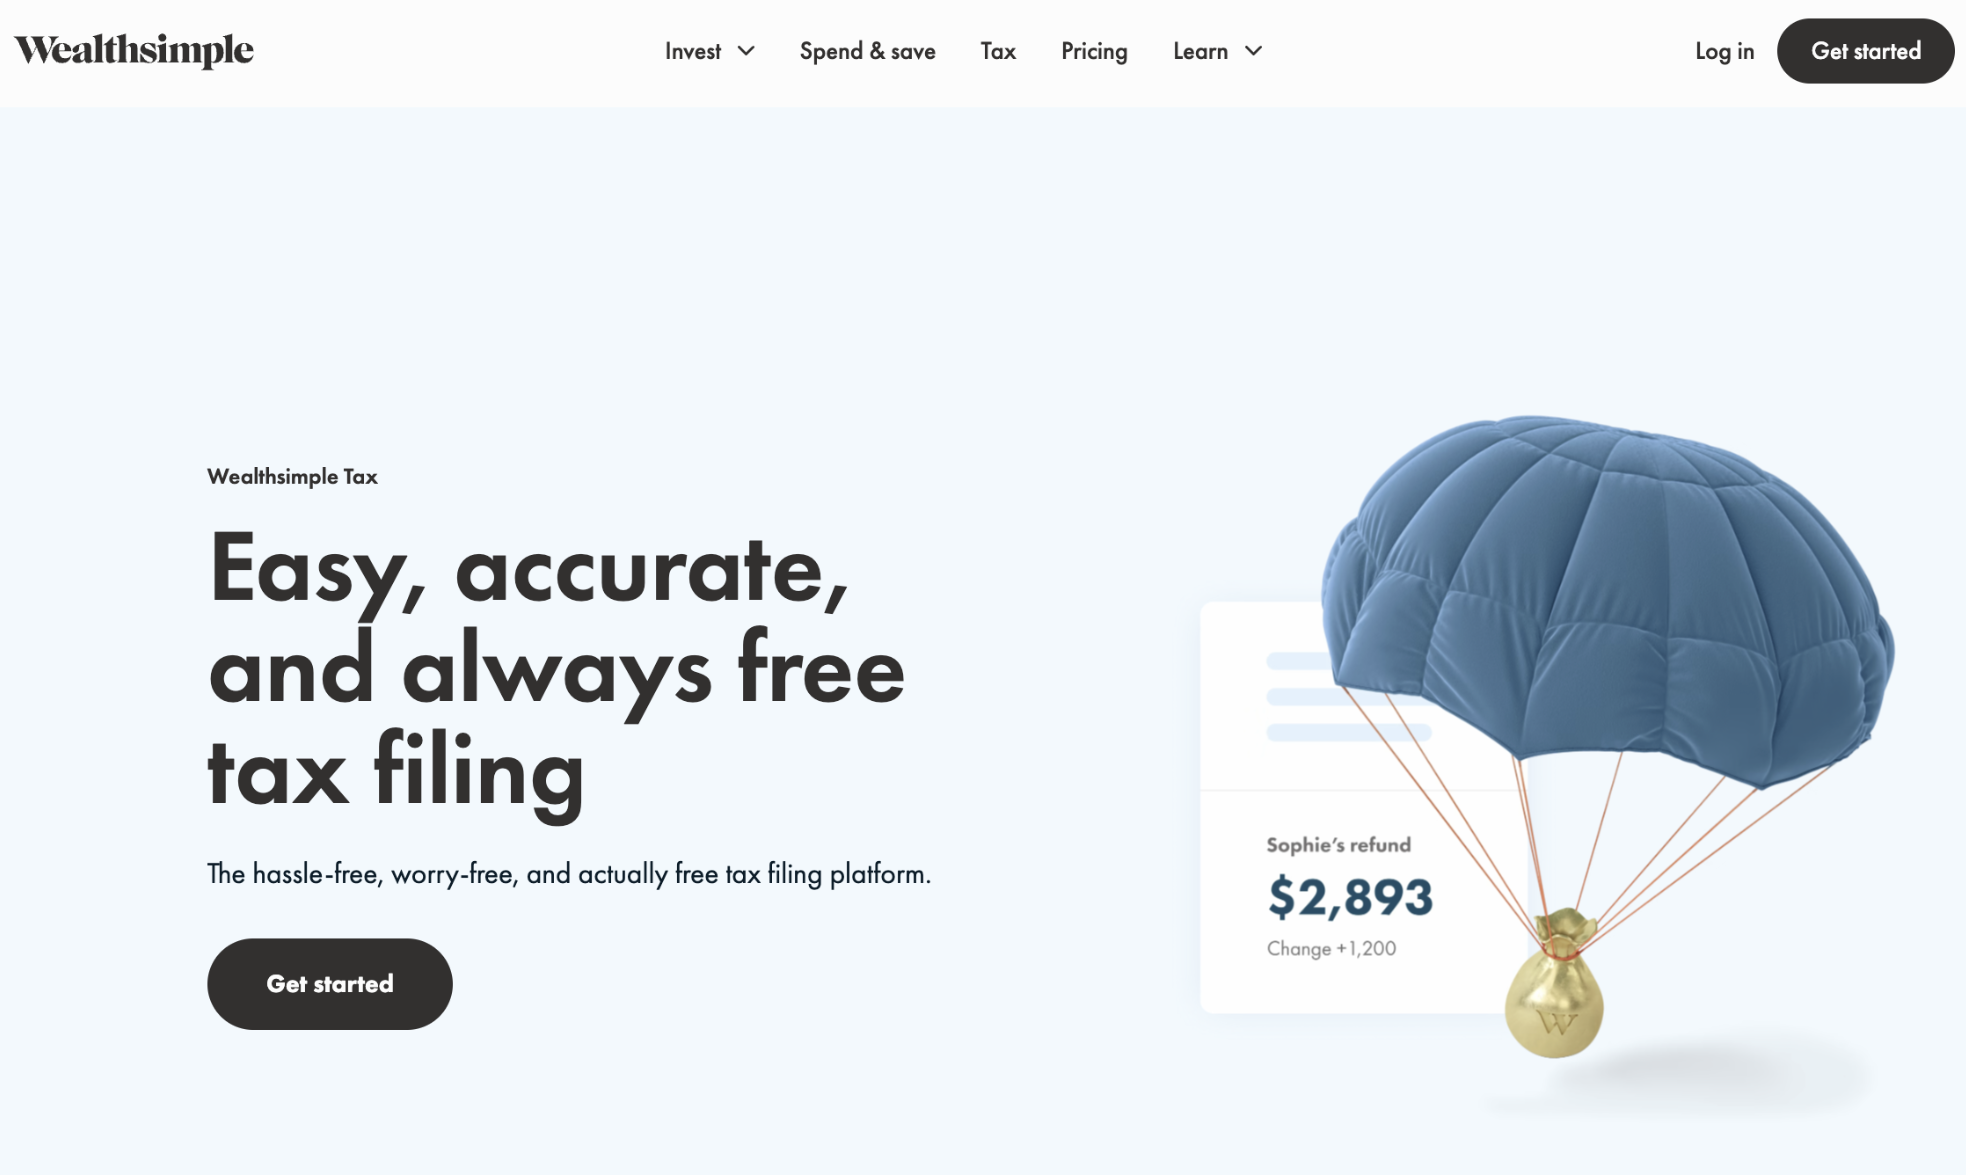 Wealthsimple
Invest
Spend & save
Tax
Pricing
Learn
Log in
Get started
Wealthsimple Tax
Easy, accurate,
and always free
tax filing
The hassle-free, worry-free, and actually free tax filing platform.
Get started
Sophie's refund
$2,893
Change +1,200
W